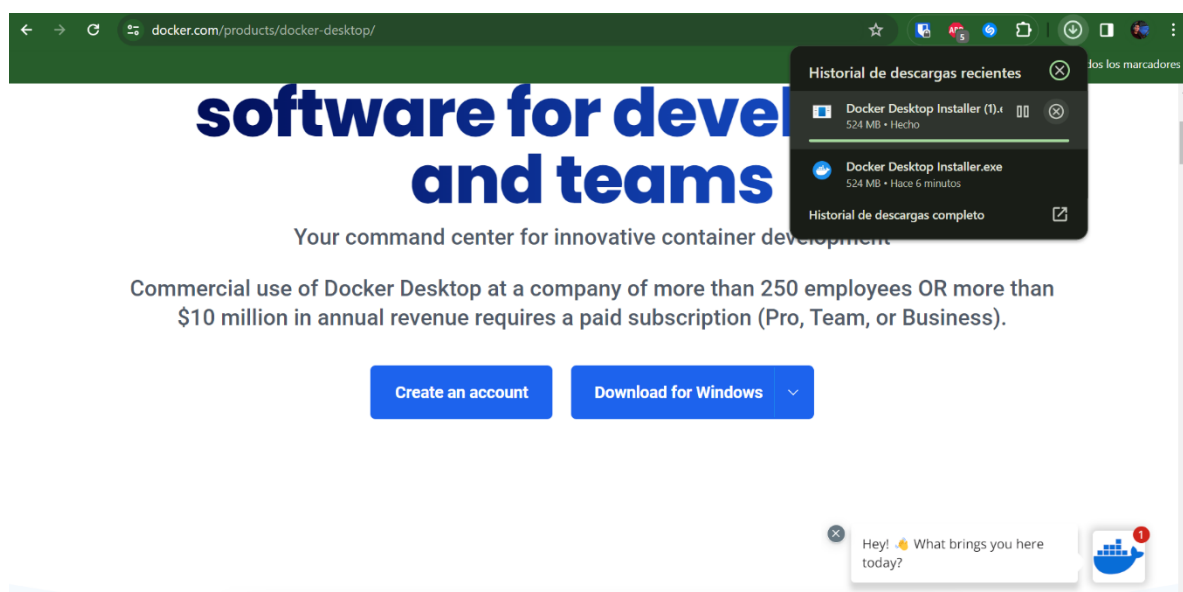 docker.com/products/docker-desktop/
dos los marcadores
Historial de descargas recientes
Docker Desktop Installer (1).
524 MB • Hecho
Docker Desktop Installer.exe
524 MB • Hace 6 minutos
Historial de descargas completo
software for devel
and teams
Your command center for innovative container development
Commercial use of Docker Desktop at a company of more than 250 employees OR more than
$10 million in annual revenue requires a paid subscription (Pro, Team, or Business).
Create an account
Download for Windows
Hey! 👋 What brings you here
today?
1